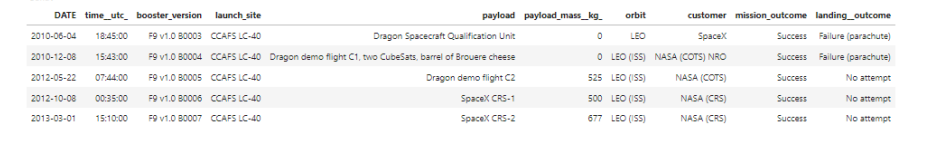 DATE time__utc_ booster_version launch_site payload payload_mass__kg_ orbit customer mission_outcome landing__outcome
2010-06-04 18:45:00 F9 v1.0 B0003 CCAFS LC-40 Dragon Spacecraft Qualification Unit 0 LEO SpaceX Success Failure (parachute)
2010-12-08 15:43:00 F9 v1.0 B0004 CCAFS LC-40 Dragon demo flight C1, two CubeSats, barrel of Brouere cheese 0 LEO (ISS) NASA (COTS) NRO Success Failure (parachute)
2012-05-22 07:44:00 F9 v1.0 B0005 CCAFS LC-40 Dragon demo flight C2 525 LEO (ISS) NASA (COTS) Success No attempt
2012-10-08 00:35:00 F9 v1.0 B0006 CCAFS LC-40 SpaceX CRS-1 500 LEO (ISS) NASA (CRS) Success No attempt
2013-03-01 15:10:00 F9 v1.0 B0007 CCAFS LC-40 SpaceX CRS-2 677 LEO (ISS) NASA (CRS) Success No attempt